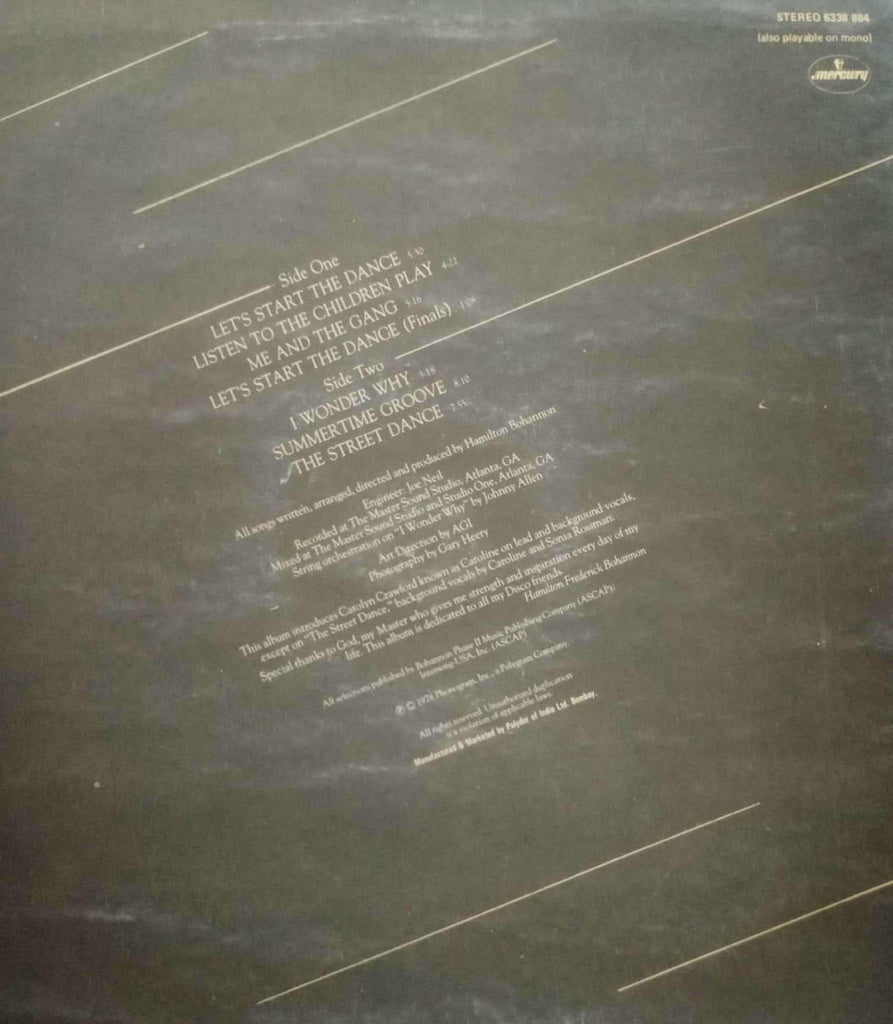 STEREO 6338 884
(also playable on mono)
mercury
Side One
LET'S START THE DANCE 5.10
LISTEN TO THE CHILDREN PLAY 4:22
ME AND THE GANG 5.16
LET'S START THE DANCE (Finals) 1.08
Side Two
I WONDER WHY 3.18
SUMMERTIME GROOVE 8.10
THE STREET DANCE 7.55
All songs written, arranged, directed and produced by Hamilton Bohannon
Engineer: Joe Neil
Recorded at The Master Sound Studio, Atlanta, GA
Mixed at The Master Sound Studio and Studio One, Atlanta, GA
String orchestration on "I Wonder Why" by Johnny Allen
Art Direction by AGI
Photography by Gary Heery
This album introduces Carolyn Crawford known as Caroline on lead and background vocals,
except on "The Street Dance," background vocals by Caroline and Sonia Rossman.
Special thanks to God, my Master who gives me strength and inspiration every day of my
life. This album is dedicated to all my Disco friends.
Hamilton Frederick Bohannon
All selections published by Bohannon Phase II Music Publishing Company (ASCAP)/
Intersong-USA, Inc. (ASCAP)
℗ © 1978 Phonogram, Inc., a Polygram Company.
All rights reserved. Unauthorized duplication
is a violation of applicable laws.
Manufactured & Marketed by Polydor of India Ltd. Bombay.